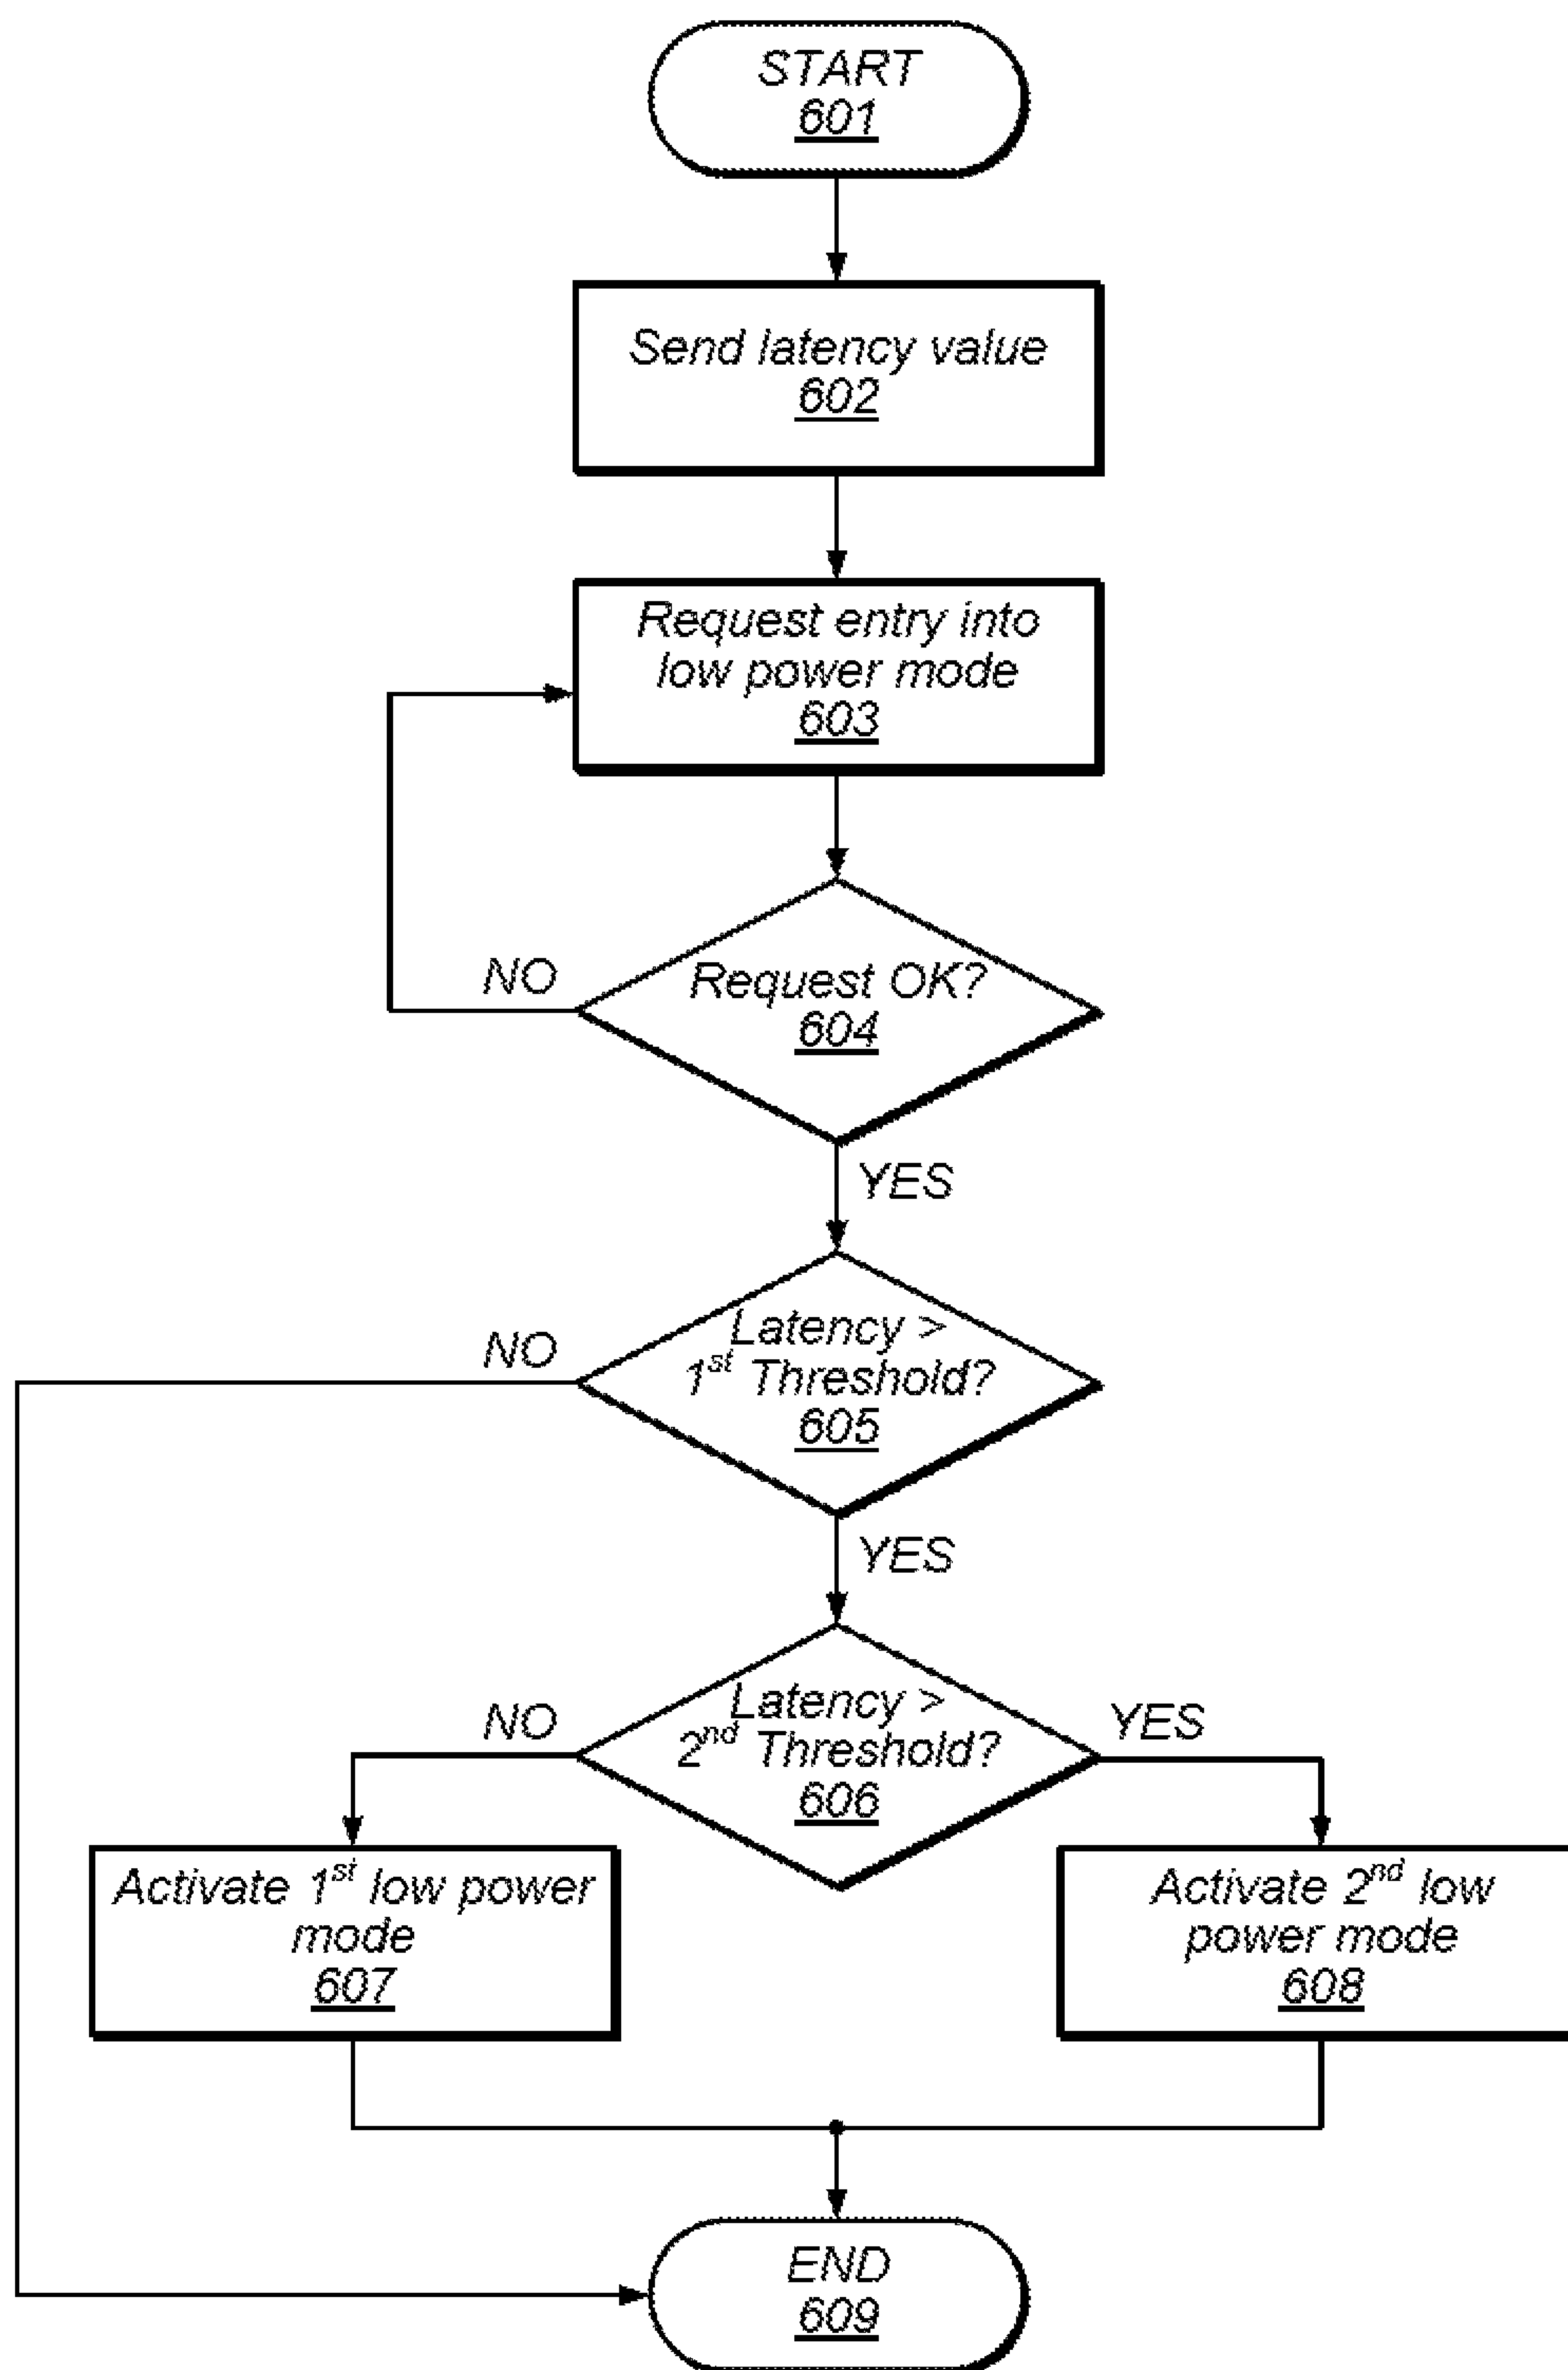 START
601
Send latency value
602
Request entry into
low power mode
603
NO
Request OK?
604
YES
NO
Latency >
1st Threshold?
605
YES
NO
Latency >
2nd Threshold?
606
YES
Activate 1st low power
mode
607
Activate 2nd low
power mode
608
END
609